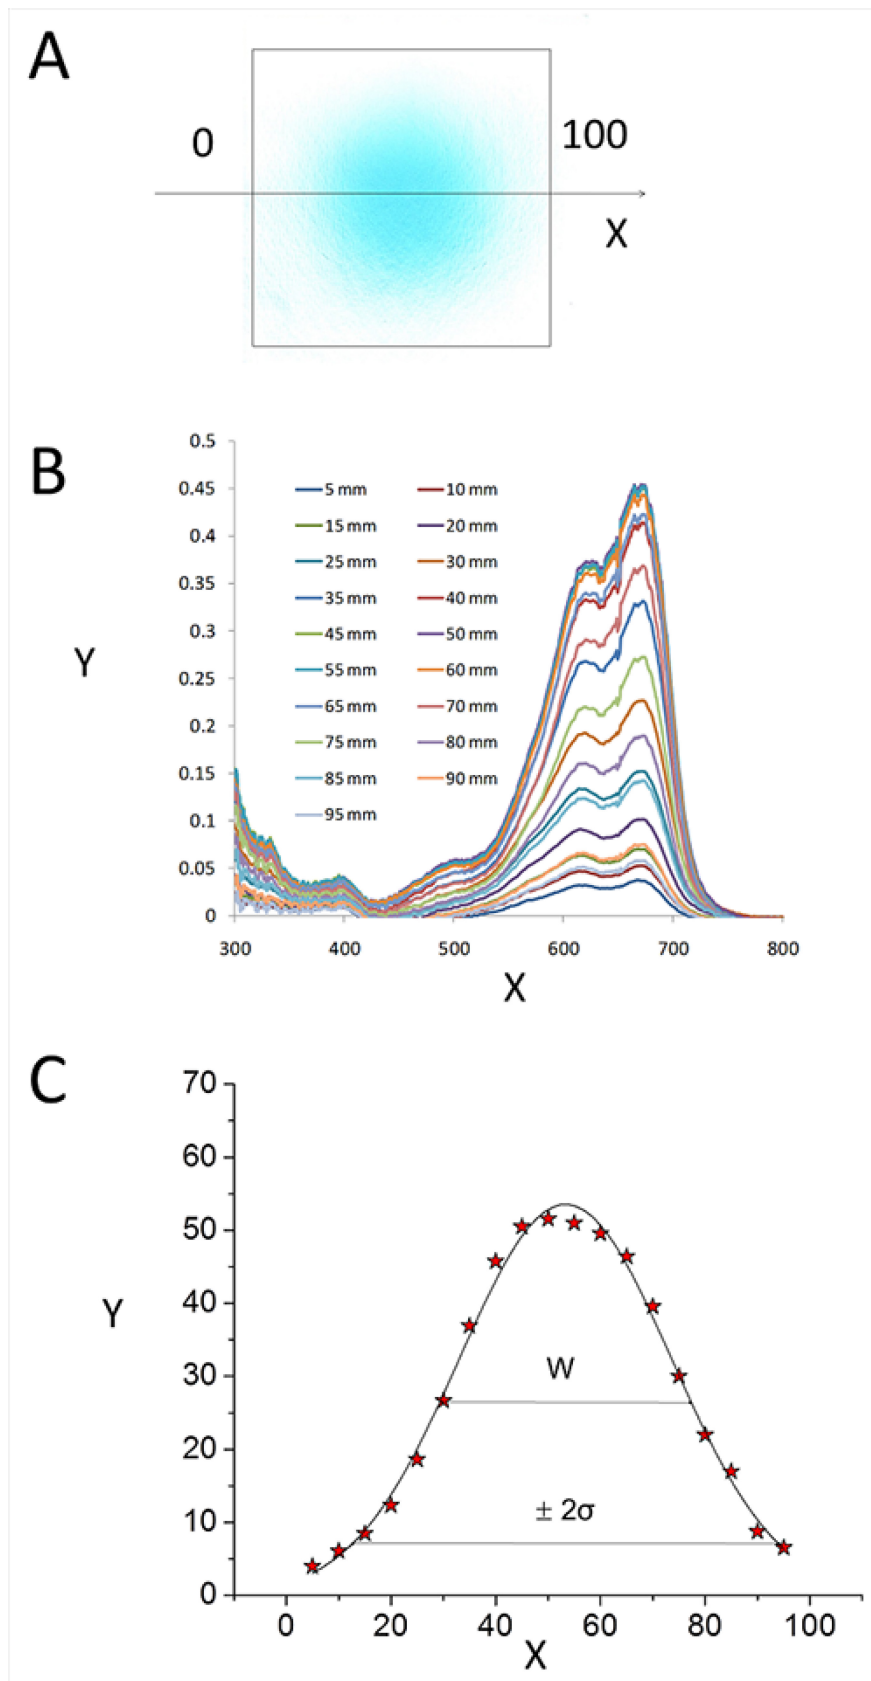 A
0
100
X
B
0.5
0.45
0.4
0.35
0.3
0.25
0.2
0.15
0.1
0.05
0
Y
5 mm 10 mm
15 mm 20 mm
25 mm 30 mm
35 mm 40 mm
45 mm 50 mm
55 mm 60 mm
65 mm 70 mm
75 mm 80 mm
85 mm 90 mm
95 mm
300 400 500 600 700 800
X
C
70
60
50
40
30
20
10
0
Y
W
± 2σ
0 20 40 60 80 100
X